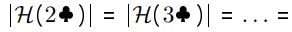 |ℋ(2♣)| = |ℋ(3♣)| = ... =